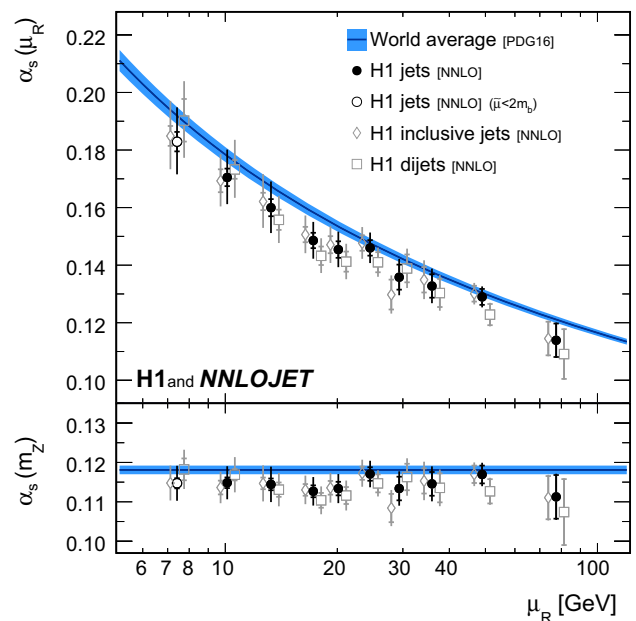 α_s (μ_R)
0.22
0.20
0.18
0.16
0.14
0.12
0.10
World average [PDG16]
H1 jets [NNLO]
H1 jets [NNLO] (μ̄<2m_b)
H1 inclusive jets [NNLO]
H1 dijets [NNLO]
H1 and NNLOJET
α_s (m_Z)
0.13
0.12
0.11
0.10
6 7 8 10 20 30 40 100
μ_R [GeV]